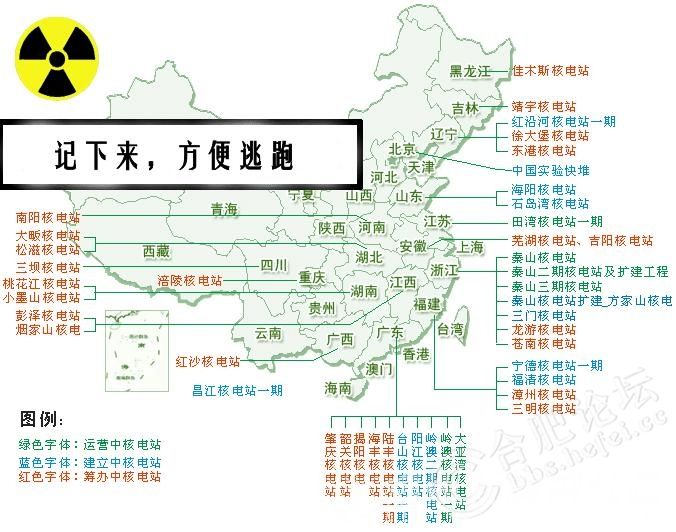 记下来，方便逃跑
黑龙江
佳木斯核电站
吉林
靖宇核电站
辽宁
红沿河核电站一期
徐大堡核电站
东港核电站
北京
天津
河北
中国实验快堆
山西
山东
海阳核电站
石岛湾核电站
宁夏
青海
陕西
河南
江苏
田湾核电站一期
南阳核电站
大畈核电站
松滋核电站
三坝核电站
桃花江核电站
小墨山核电站
彭泽核电站
烟家山核电
西藏
四川
涪陵核电站
重庆
湖北
安徽
上海
芜湖核电站、吉阳核电站
浙江
秦山核电站
秦山二期核电站及扩建工程
秦山三期核电站
秦山核电站扩建_方家山核电
三门核电站
龙游核电站
苍南核电站
湖南
江西
福建
宁德核电站一期
福清核电站
漳州核电站
三明核电站
贵州
云南
广西
广东
台湾
香港
澳门
海南
红沙核电站
昌江核电站一期
南
海
肇庆核电站
韶关核电站
揭阳核电站
海丰核电站
陆丰核电站一期
台山核电站一期
阳江核电站
岭澳二期核电站
岭澳核电站一期
大亚湾核电站
图例：
绿色字体：运营中核电站
蓝色字体：建立中核电站
红色字体：筹办中核电站
合肥论坛
bbs.hefei.cc